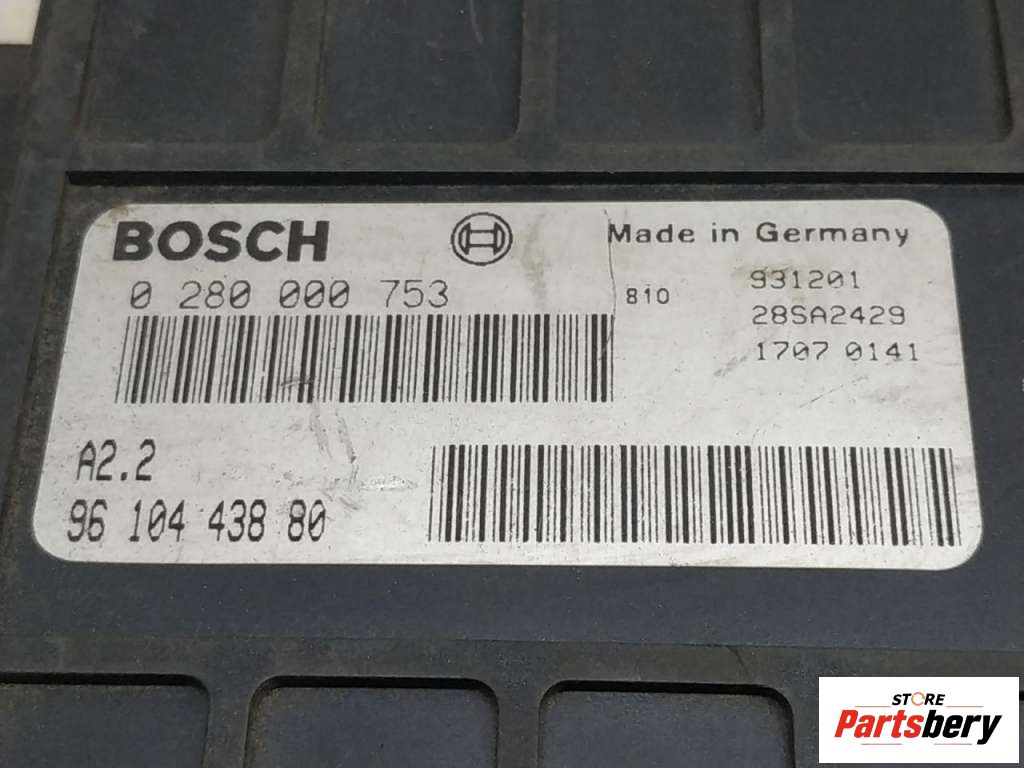 BOSCH
Made in Germany
0 280 000 753
810
931201
28SA2429
1707 0141
A2.2
96 104 438 80
STORE
Partsbery